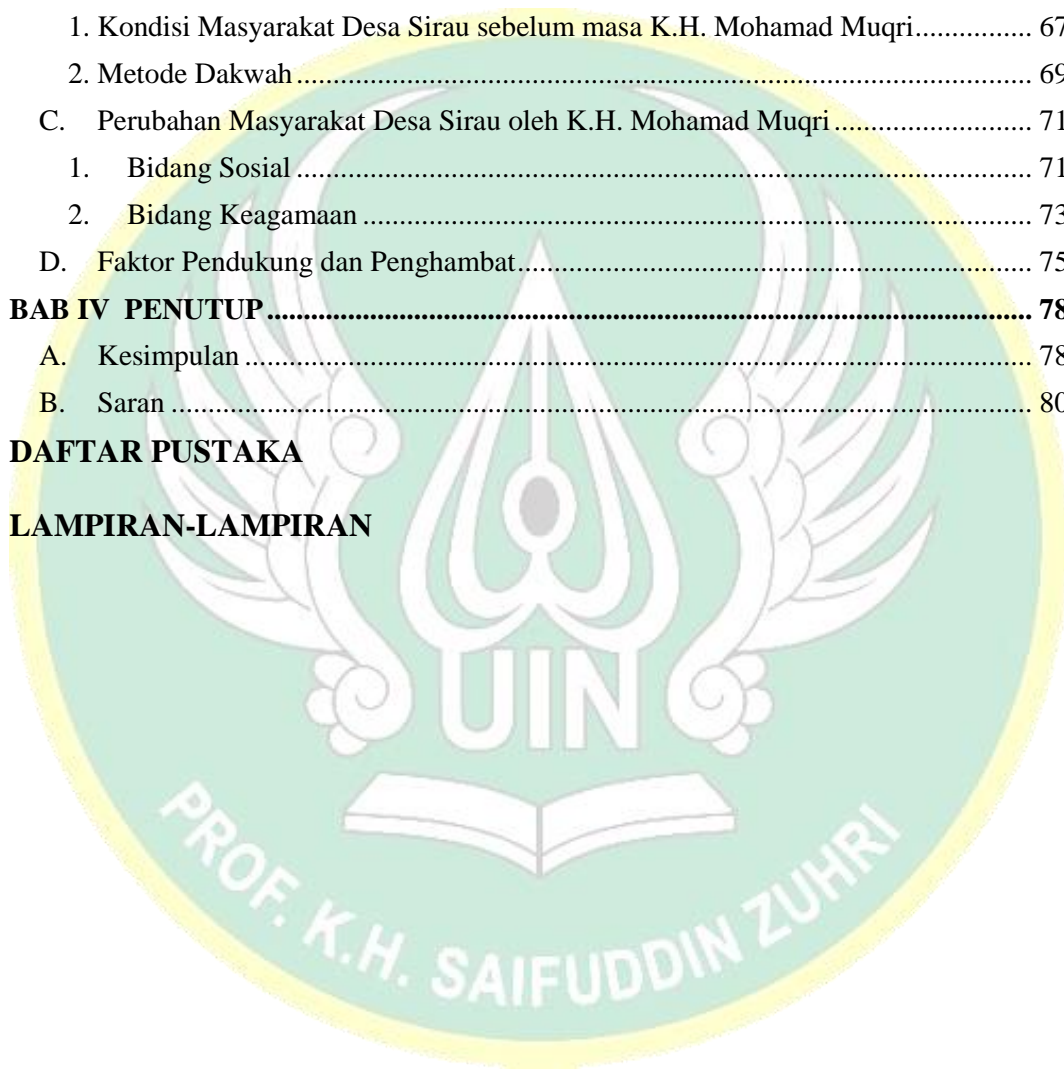 1. Kondisi Masyarakat Desa Sirau sebelum masa K.H. Mohamad Muqri............... 67
2. Metode Dakwah.................................................................................................... 69
C. Perubahan Masyarakat Desa Sirau oleh K.H. Mohamad Muqri........................ 71
1. Bidang Sosial .................................................................................................... 71
2. Bidang Keagamaan ........................................................................................... 73
D. Faktor Pendukung dan Penghambat..................................................................... 75
BAB IV PENUTUP ........................................................................................................ 78
A. Kesimpulan ........................................................................................................... 78
B. Saran ..................................................................................................................... 80
DAFTAR PUSTAKA
LAMPIRAN-LAMPIRAN
UIN
PROF. K.H. SAIFUDDIN ZUHRI